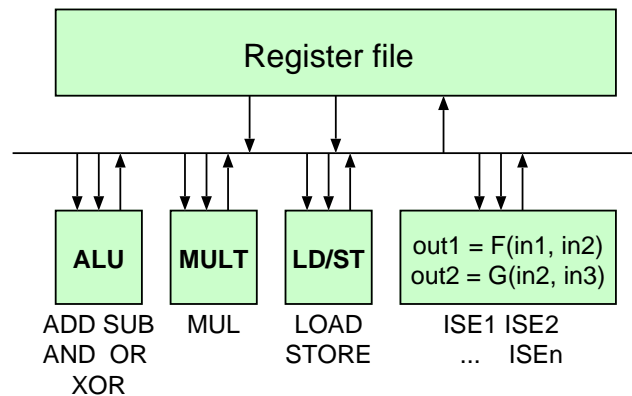 Register file
ALU
MULT
LD/ST
out1 = F(in1, in2)
out2 = G(in2, in3)
ADD SUB
AND OR
XOR
MUL
LOAD
STORE
ISE1 ISE2
... ISEn